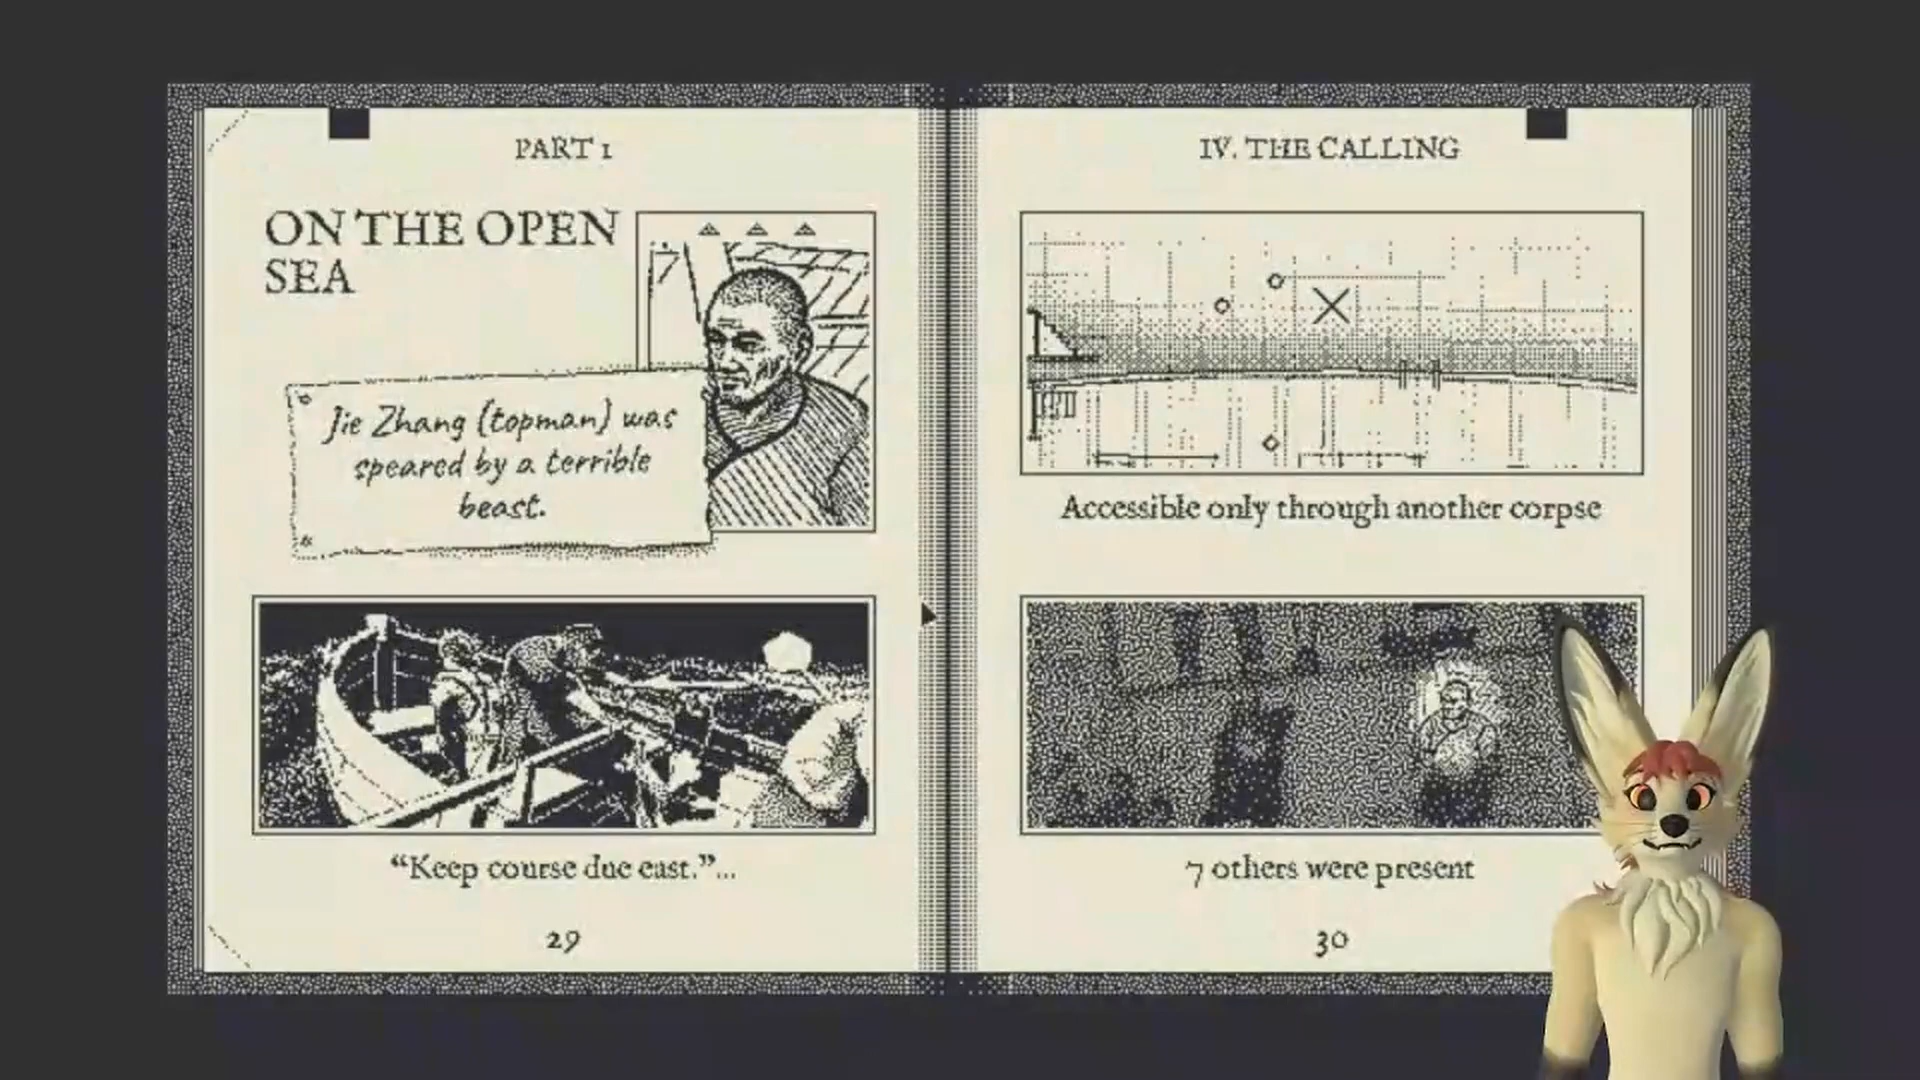 PART 1
ON THE OPEN
SEA
Jie Zhang (topman) was
speared by a terrible
beast.
“Keep course due east.”...
29
IV. THE CALLING
Accessible only through another corpse
7 others were present
30